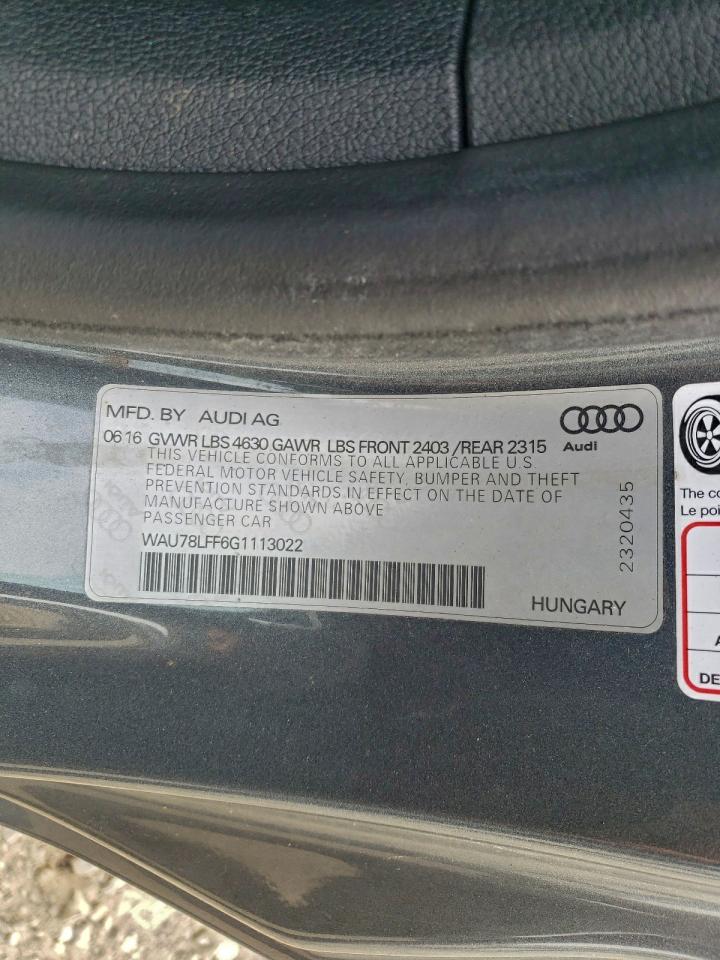 MFD. BY AUDI AG
0616 GVWR LBS 4630 GAWR LBS FRONT 2403 /REAR 2315
Audi
THIS VEHICLE CONFORMS TO ALL APPLICABLE U.S.
FEDERAL MOTOR VEHICLE SAFETY, BUMPER AND THEFT
PREVENTION STANDARDS IN EFFECT ON THE DATE OF
MANUFACTURE SHOWN ABOVE
PASSENGER CAR
WAU78LFF6G1113022
HUNGARY
2320435
The co
Le poi
A
DE